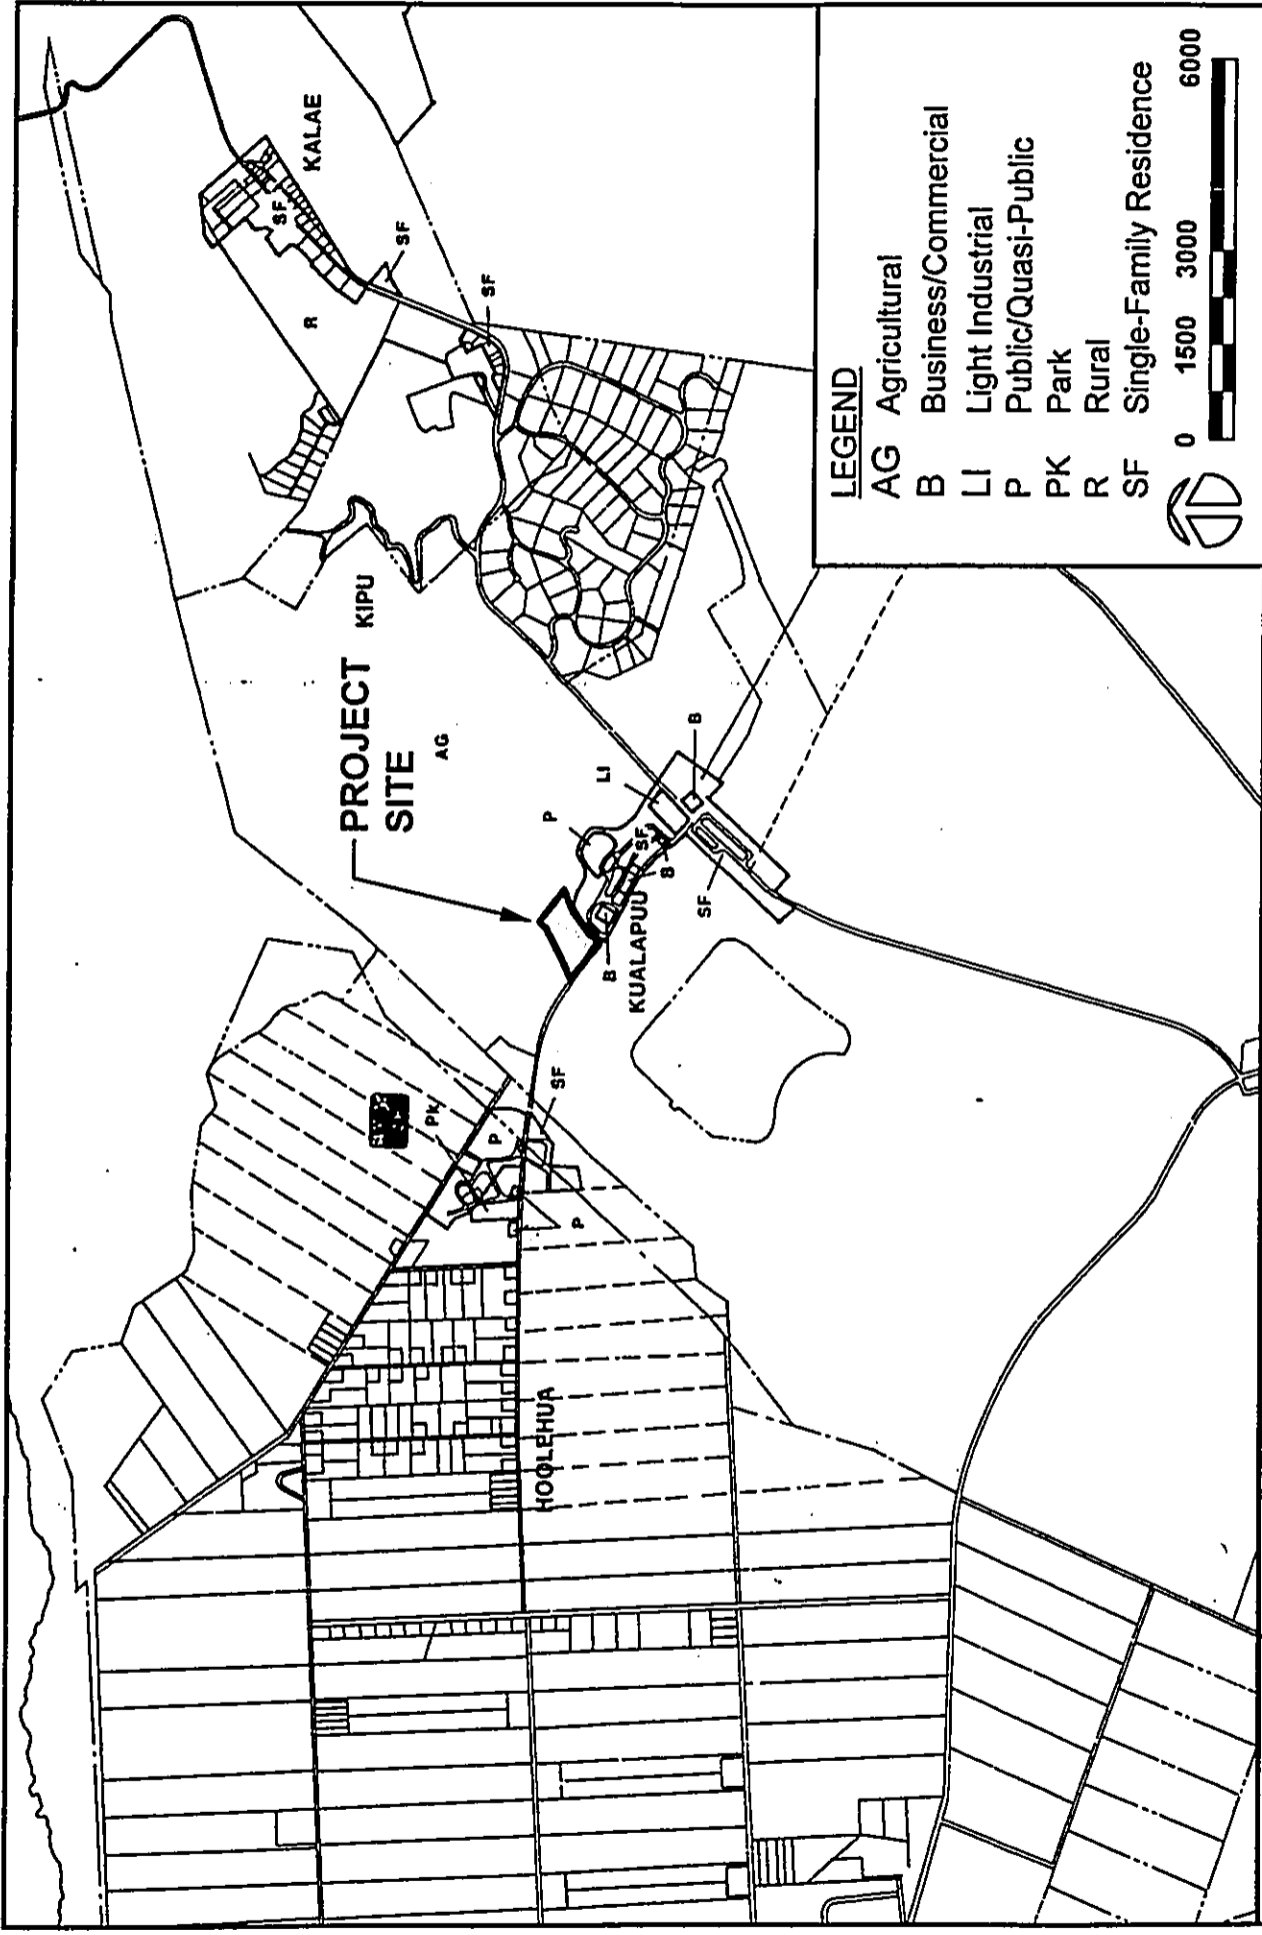 KALAE
SF
SF
SF
R
KIPU
PROJECT
SITE
AG
LI
B
P
SF
B
SF
B
KUALAPUU
PK
P
SF
P
HOOLEHUA
LEGEND
AG Agricultural
B Business/Commercial
LI Light Industrial
P Public/Quasi-Public
PK Park
R Rural
SF Single-Family Residence
0 1500 3000 6000